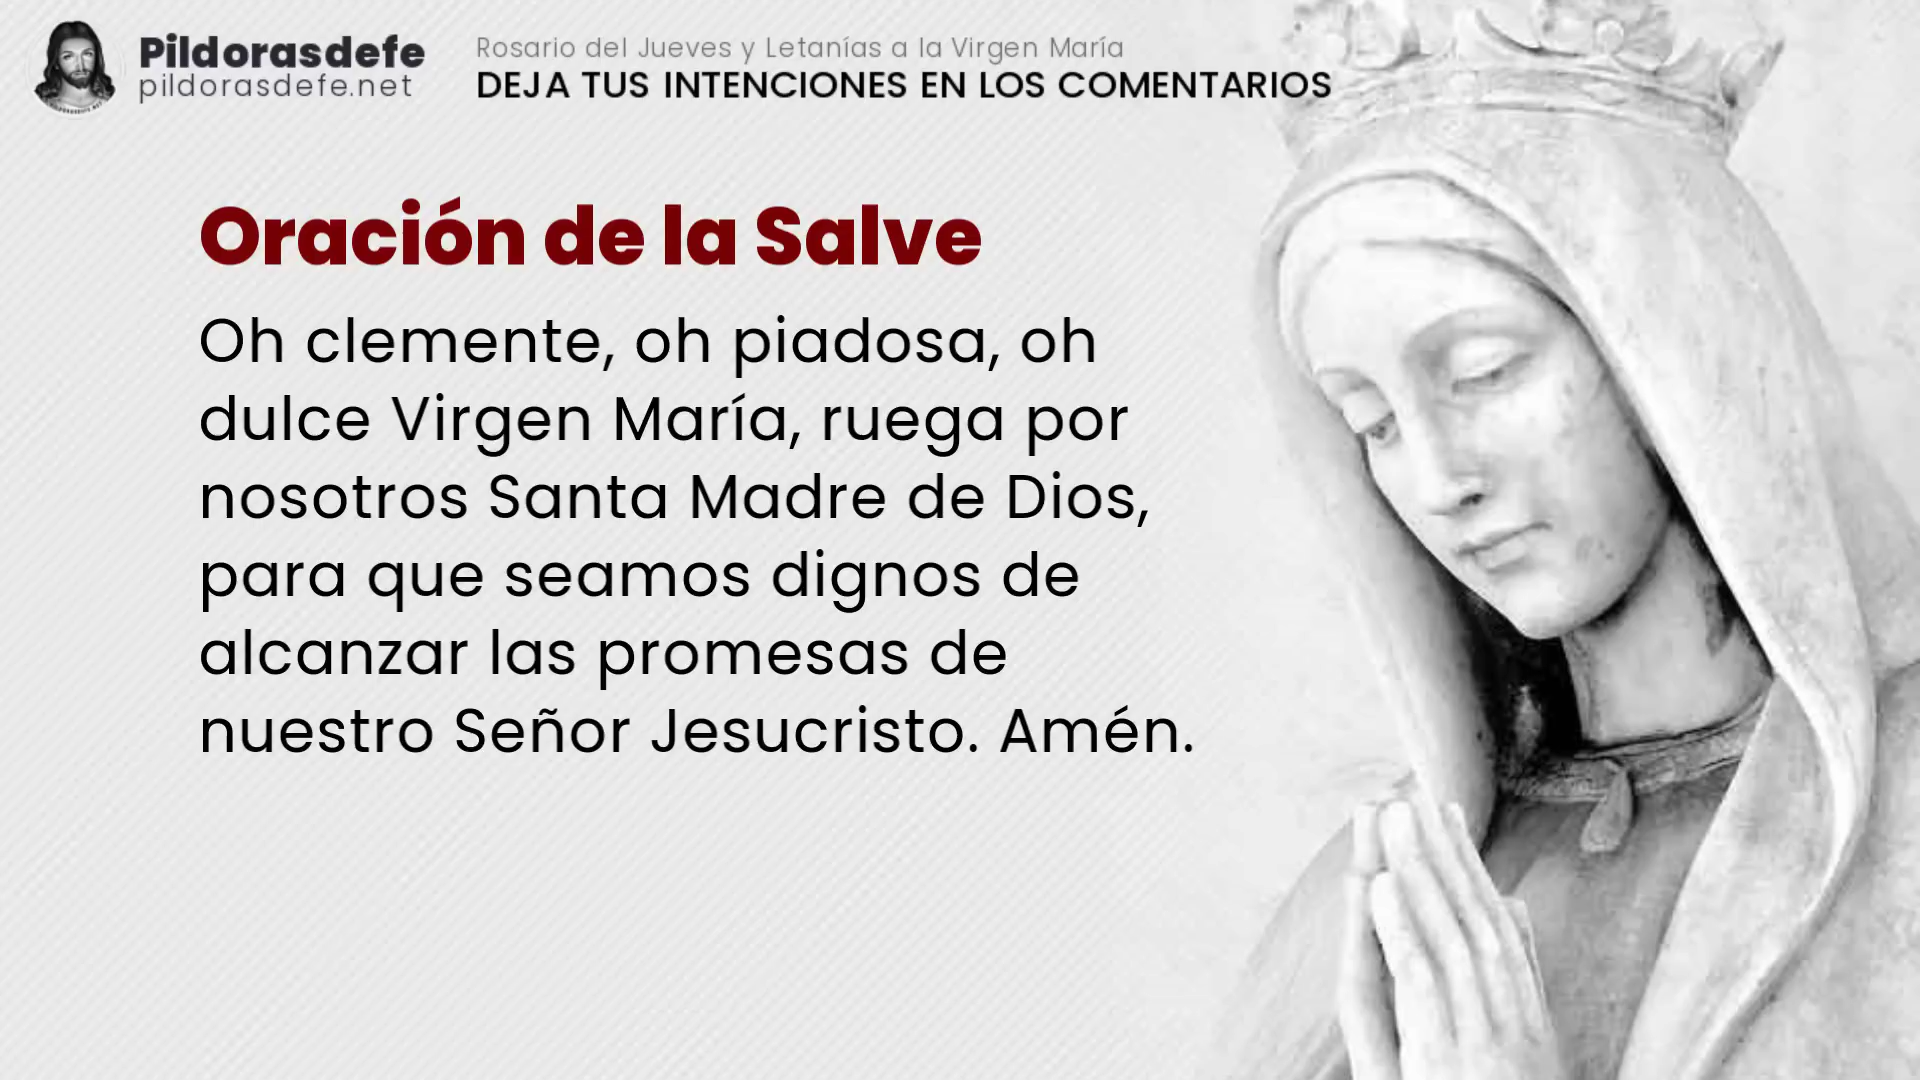 Pildorasdefe
pildorasdefe.net
Rosario del Jueves y Letanías a la Virgen María
DEJA TUS INTENCIONES EN LOS COMENTARIOS
Oración de la Salve
Oh clemente, oh piadosa, oh
dulce Virgen María, ruega por
nosotros Santa Madre de Dios,
para que seamos dignos de
alcanzar las promesas de
nuestro Señor Jesucristo. Amén.